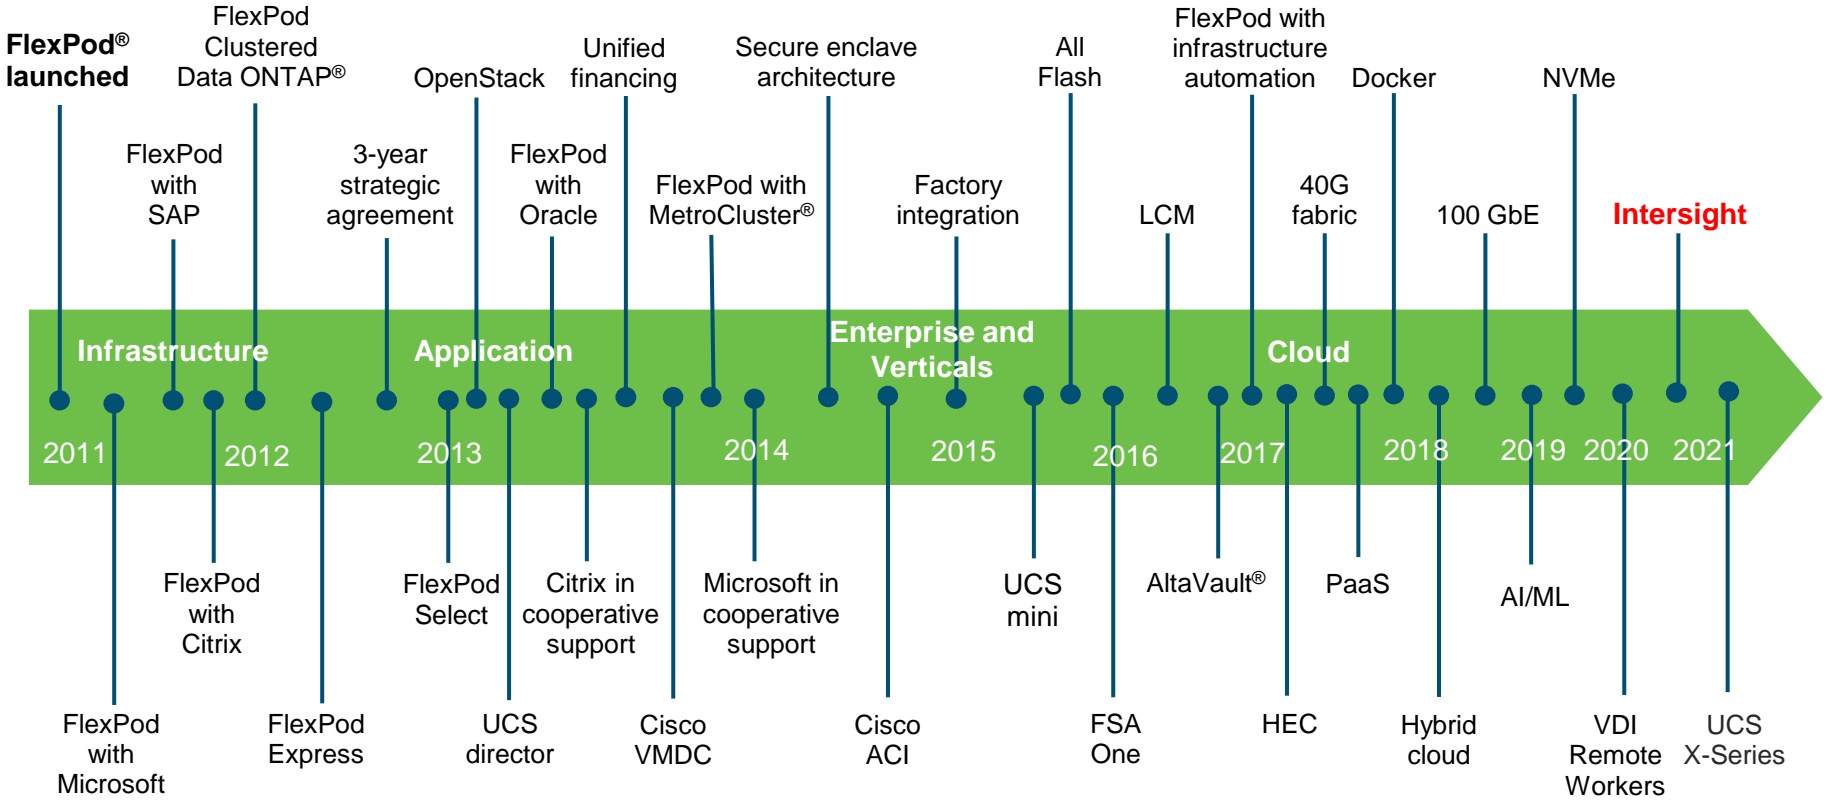 FlexPod®
launched
FlexPod
Clustered
Data ONTAP®
OpenStack
Unified
financing
Secure enclave
architecture
All
Flash
FlexPod with
infrastructure
automation
Docker
NVMe
FlexPod
with
SAP
3-year
strategic
agreement
FlexPod
with
Oracle
FlexPod with
MetroCluster®
Factory
integration
LCM
40G
fabric
100 GbE
Intersight
Infrastructure
Application
Enterprise and
Verticals
Cloud
2011
2012
2013
2014
2015
2016
2017
2018
2019
2020
2021
FlexPod
with
Citrix
FlexPod
Select
Citrix in
cooperative
support
Microsoft in
cooperative
support
UCS
mini
AltaVault®
PaaS
AI/ML
FlexPod
with
Microsoft
FlexPod
Express
UCS
director
Cisco
VMDC
Cisco
ACI
FSA
One
HEC
Hybrid
cloud
VDI
Remote
Workers
UCS
X-Series